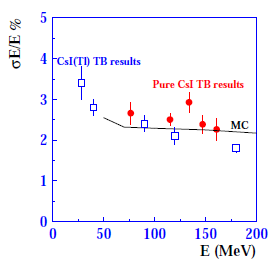 σE/E %
5
4
3
2
1
0
CsI(Tl) TB results
Pure CsI TB results
MC
0 50 100 150 200
E (MeV)